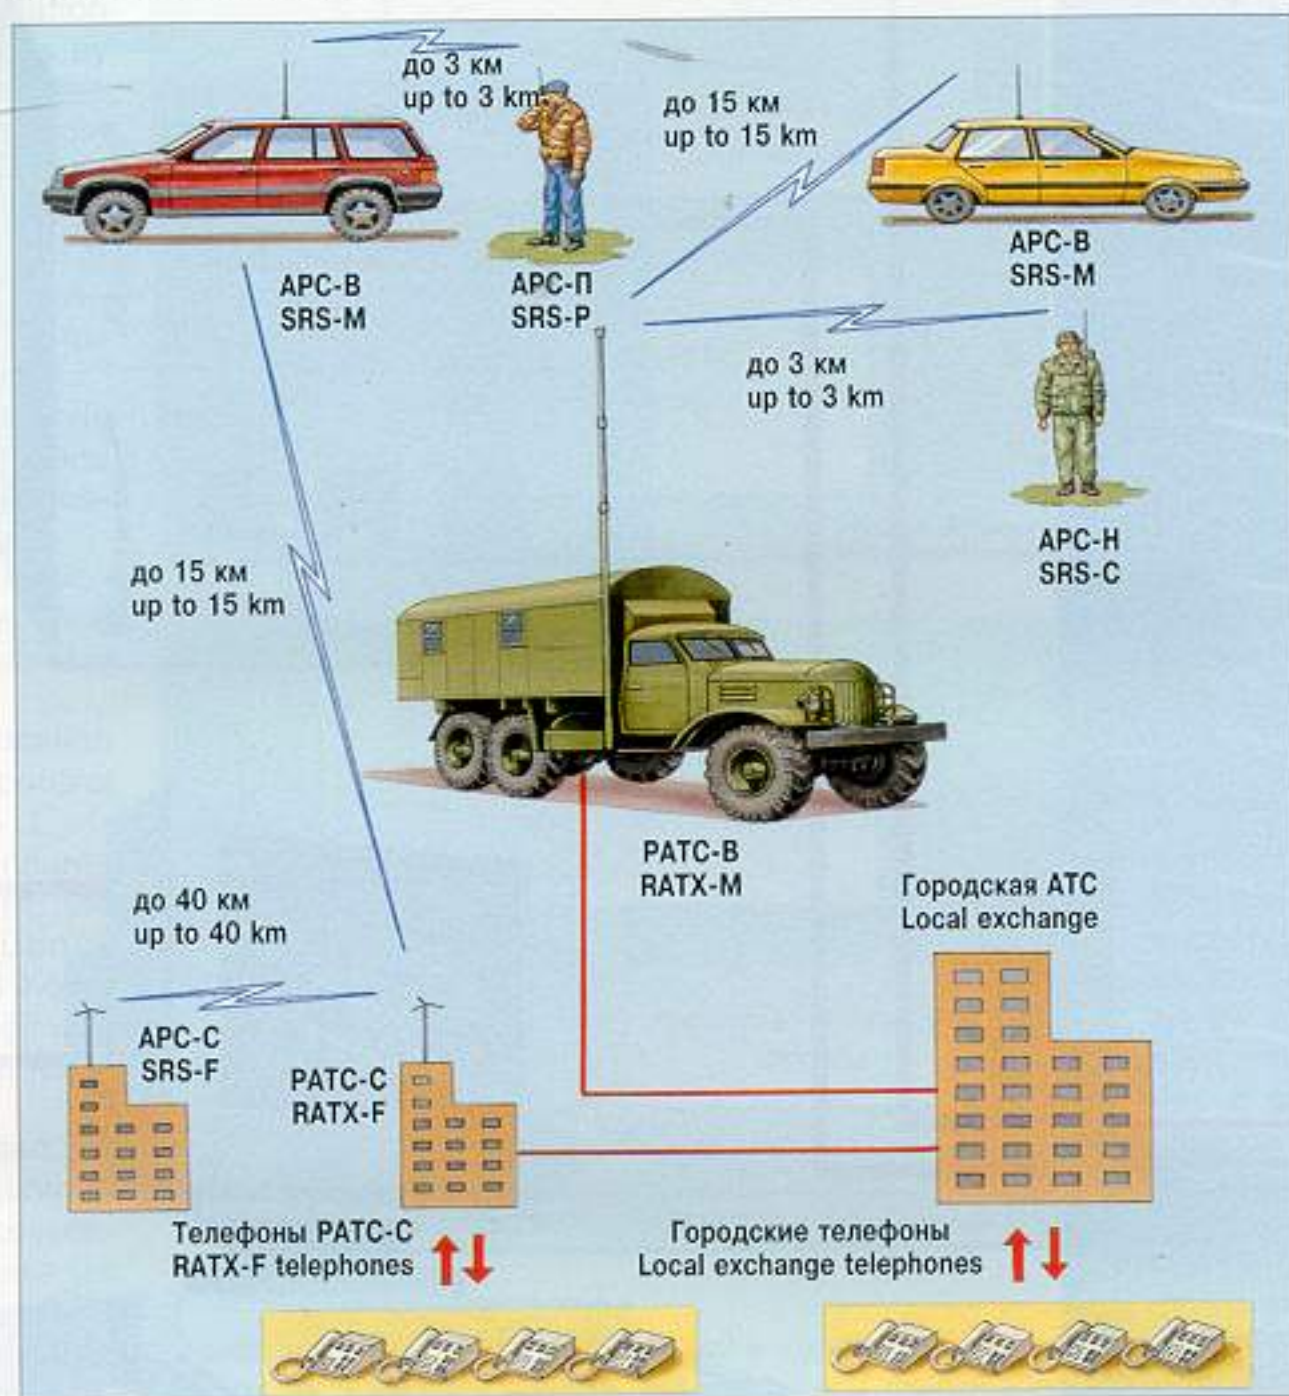 до 3 км
up to 3 km
до 15 км
up to 15 km
АРС-В
SRS-M
АРС-П
SRS-P
АРС-В
SRS-M
до 3 км
up to 3 km
АРС-Н
SRS-C
до 15 км
up to 15 km
РАТС-В
RATX-M
Городская АТС
Local exchange
до 40 км
up to 40 km
АРС-С
SRS-F
РАТС-С
RATX-F
Телефоны РАТС-С
RATX-F telephones
Городские телефоны
Local exchange telephones